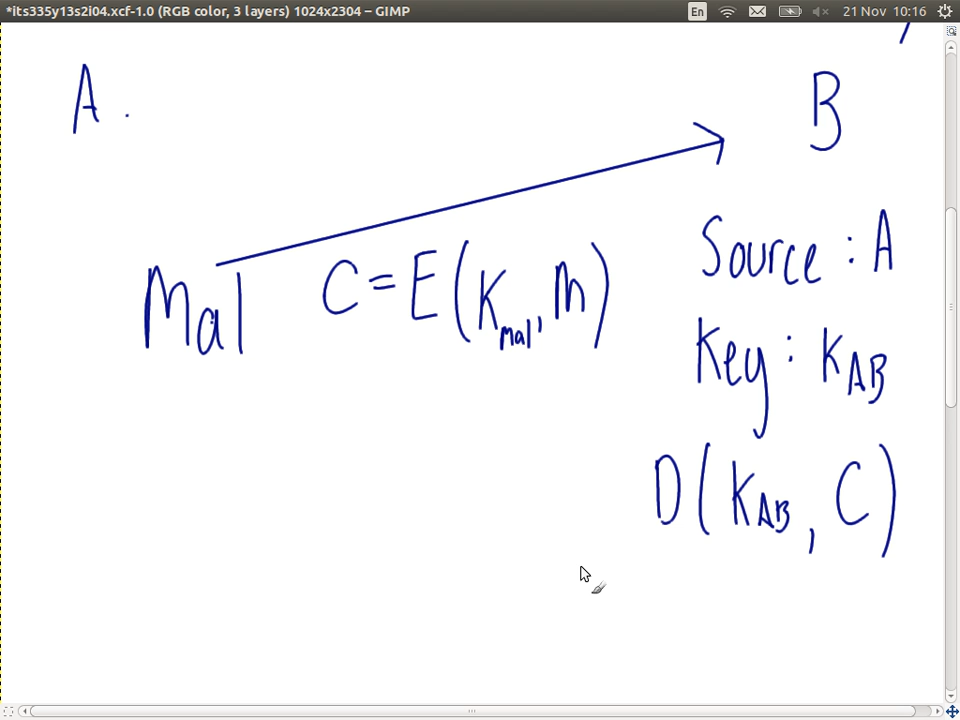 *its335y13s2i04.xcf-1.0 (RGB color, 3 layers) 1024x2304 – GIMP
En
21 Nov 10:16
A .
B
Source : A
Mal
C = E(K_Mal, M)
Key : K_AB
D(K_AB, C)